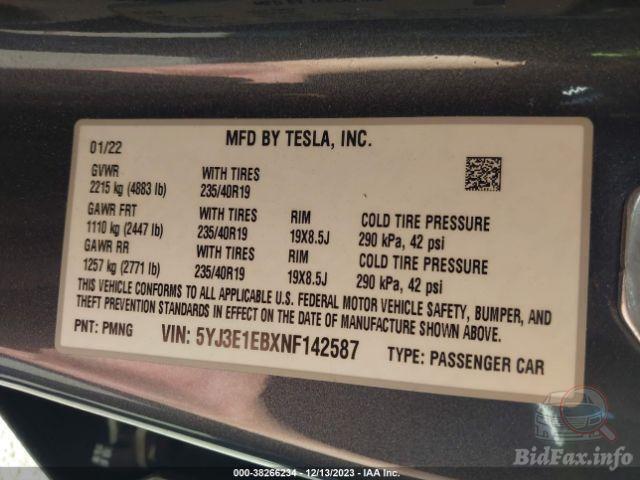 MFD BY TESLA, INC.
01/22
GVWR WITH TIRES
2215 kg (4883 lb) 235/40R19
GAWR FRT WITH TIRES RIM COLD TIRE PRESSURE
1110 kg (2447 lb) 235/40R19 19X8.5J 290 kPa, 42 psi
GAWR RR WITH TIRES RIM COLD TIRE PRESSURE
1257 kg (2771 lb) 235/40R19 19X8.5J 290 kPa, 42 psi
THIS VEHICLE CONFORMS TO ALL APPLICABLE U.S. FEDERAL MOTOR VEHICLE SAFETY, BUMPER, AND
THEFT PREVENTION STANDARDS IN EFFECT ON THE DATE OF MANUFACTURE SHOWN ABOVE.
PNT: PMNG VIN: 5YJ3E1EBXNF142587 TYPE: PASSENGER CAR
BidFax.info
000-38266234 - 12/13/2023 - IAA Inc.